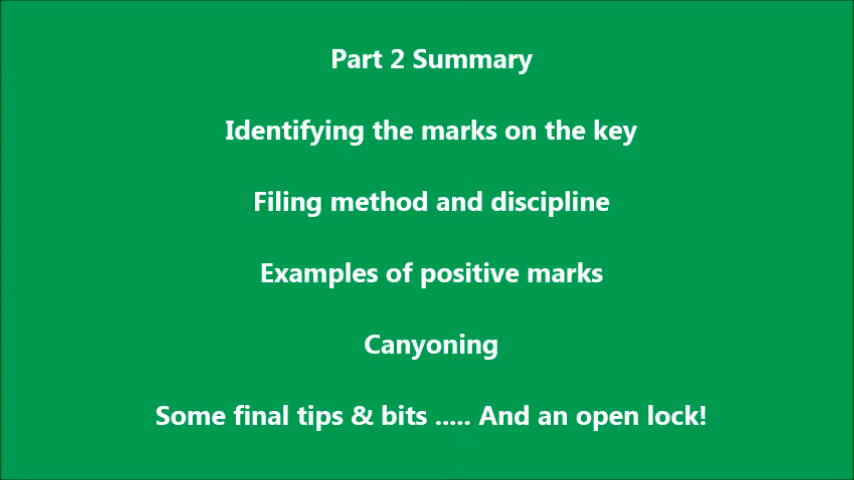 Part 2 Summary
Identifying the marks on the key
Filing method and discipline
Examples of positive marks
Canyoning
Some final tips & bits ..... And an open lock!